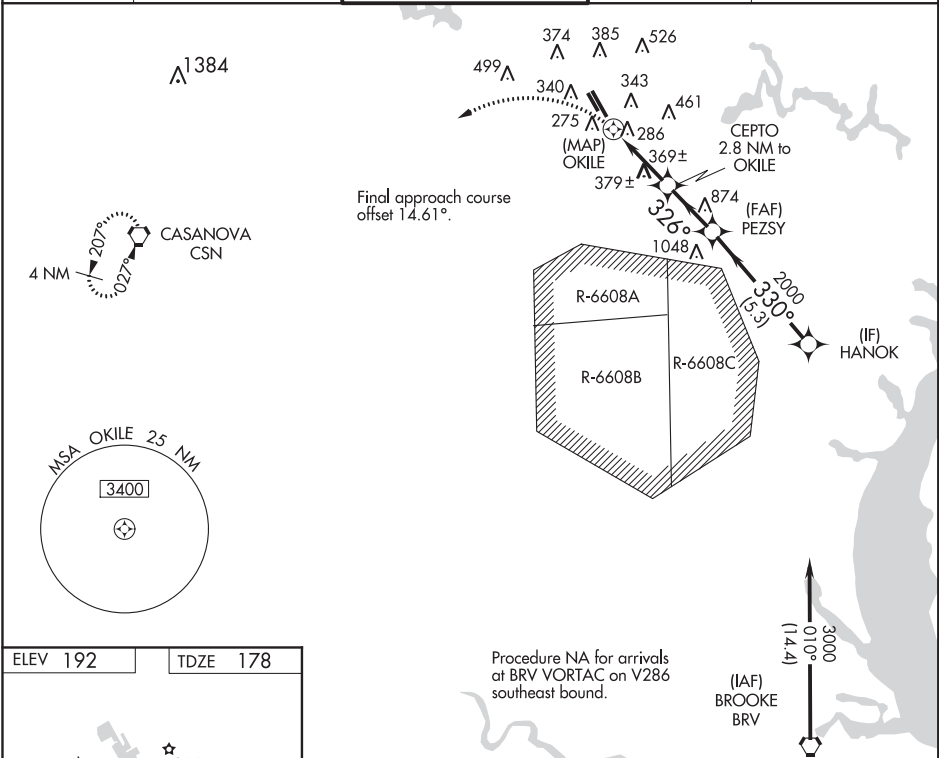 374
385
526
1384
499
340
343
461
275
286
CEPTO
2.8 NM to
OKILE
(MAP)
OKILE
369±
379±
Final approach course
offset 14.61°.
874
(FAF)
PEZSY
326°
1048
207°
CASANOVA
CSN
4 NM
027°
2000
330°
(5.3)
R-6608A
(IF)
HANOK
R-6608B
R-6608C
MSA OKILE 25 NM
3400
3000
010°
(14.4)
ELEV 192
TDZE 178
Procedure NA for arrivals
at BRV VORTAC on V286
southeast bound.
(IAF)
BROOKE
BRV